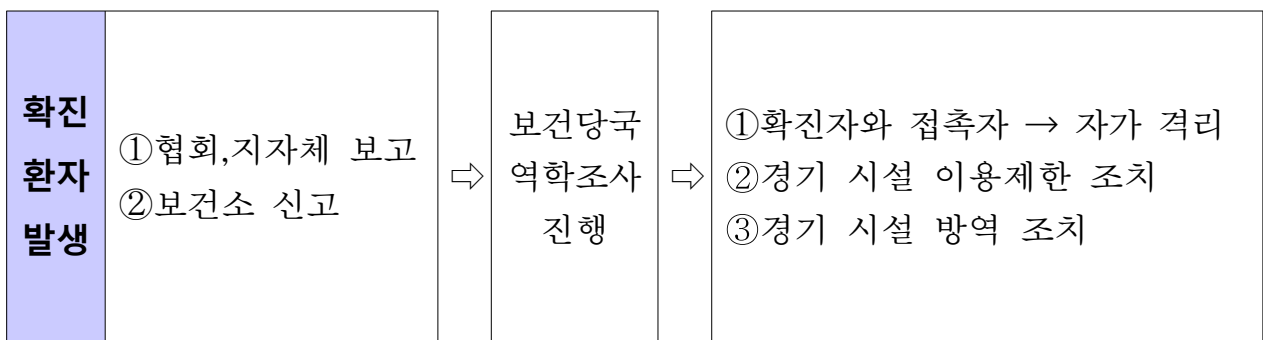 확진
환자
발생
①협회,지자체 보고
②보건소 신고
⇨
보건당국
역학조사
진행
⇨
①확진자와 접촉자 → 자가 격리
②경기 시설 이용제한 조치
③경기 시설 방역 조치